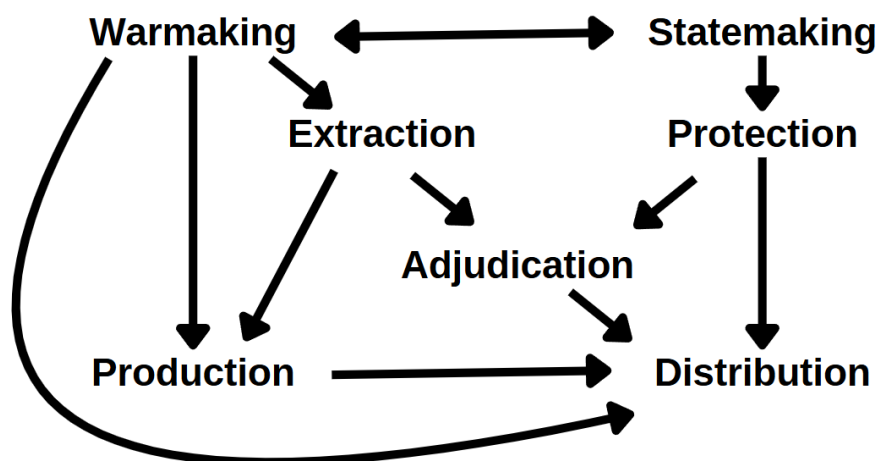 Warmaking
Statemaking
Extraction
Protection
Adjudication
Production
Distribution